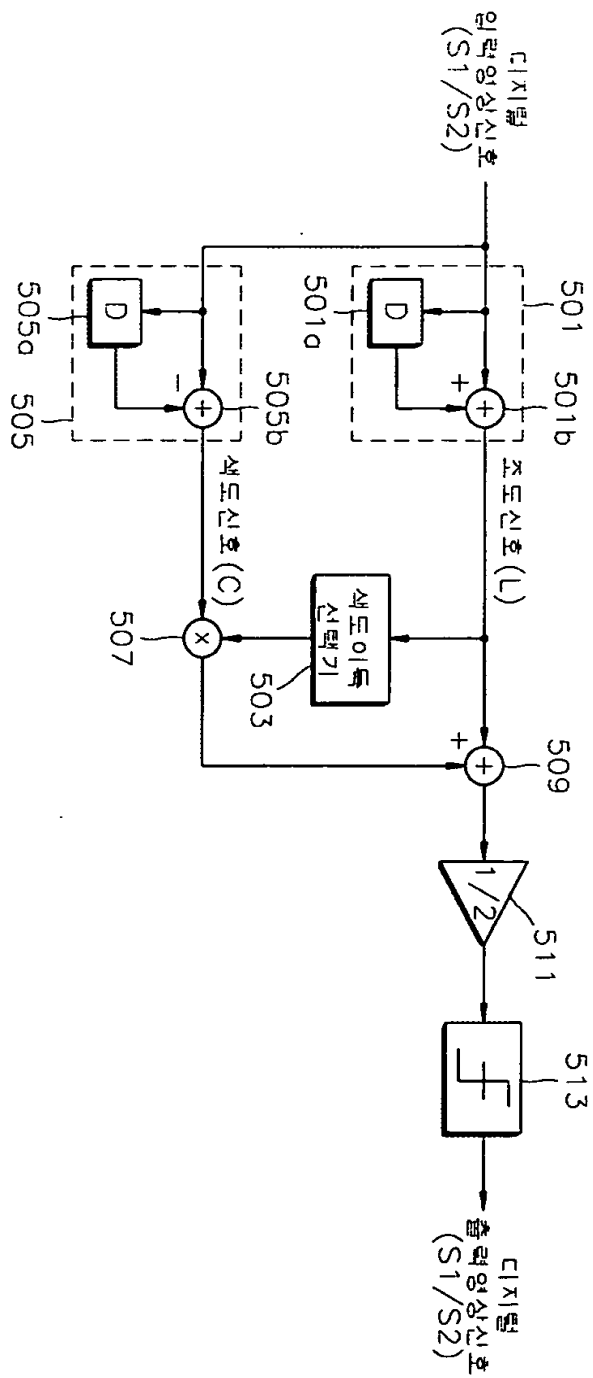 디지털
입력영상신호
(S1/S2)
501
501a
D
+
+
501b
조도신호(L)
505a
D
505
−
+
505b
색도신호(C)
색도이득
선택기
503
x
507
+
+
509
1/2
511
513
디지털
출력영상신호
(S1/S2)